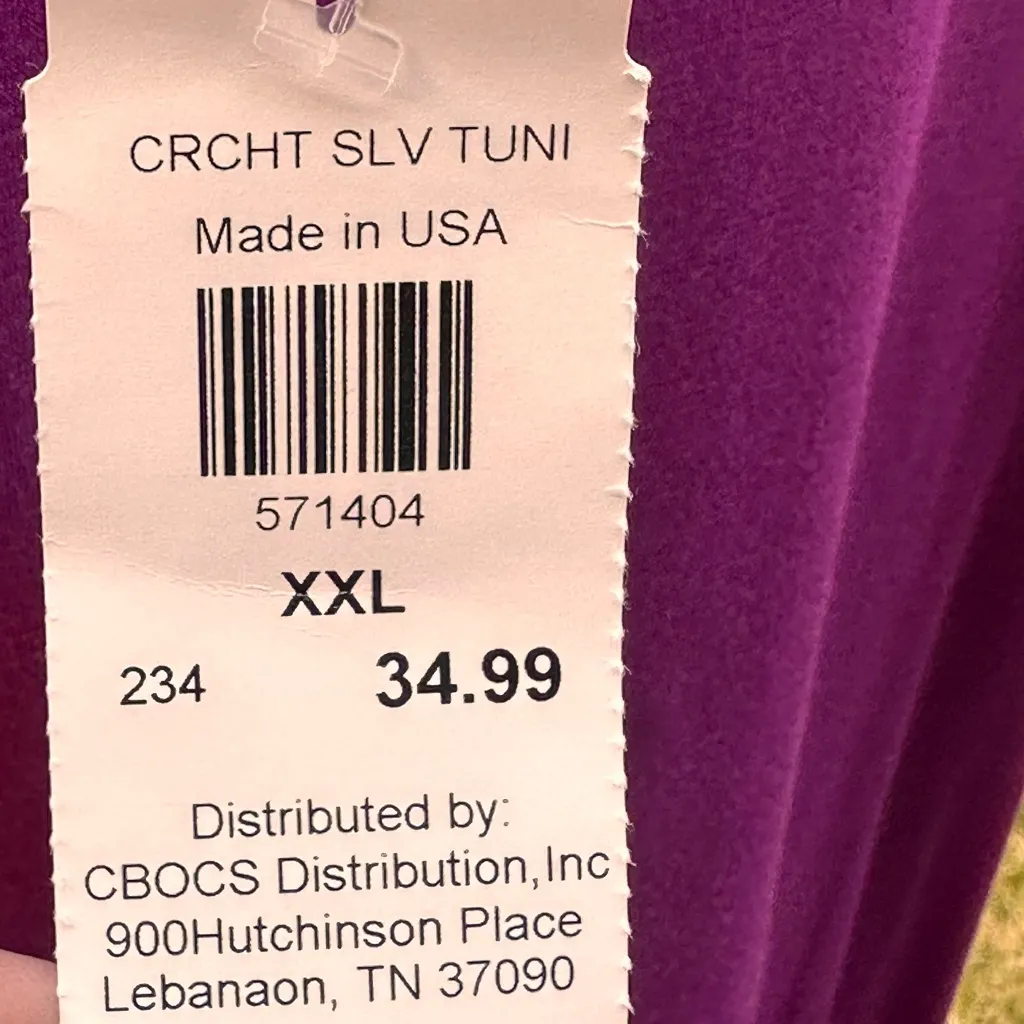 CRCHT SLV TUNI
Made in USA
571404
XXL
234 34.99
Distributed by:
CBOCS Distribution,Inc
900Hutchinson Place
Lebanaon, TN 37090